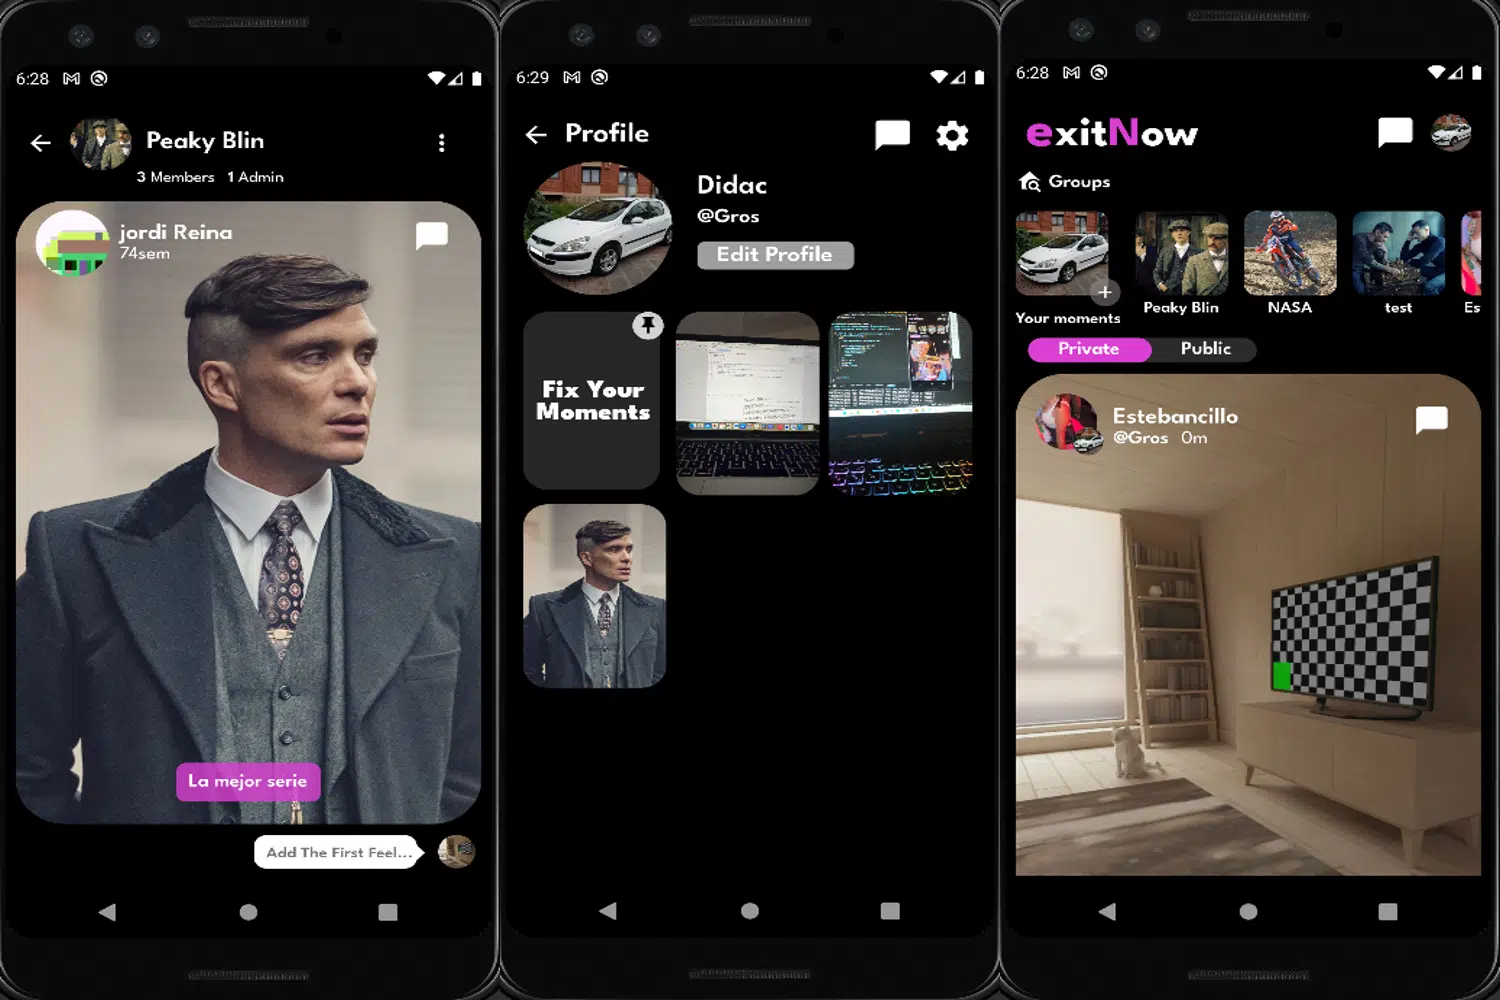 6:28
Peaky Blin
3 Members 1 Admin
jordi Reina
74sem
La mejor serie
Add The First Feel...
6:29
Profile
Didac
@Gros
Edit Profile
Fix Your
Moments
6:28
exitNow
Groups
Your moments
Peaky Blin
NASA
test
Es
Private Public
Estebancillo
@Gros 0m